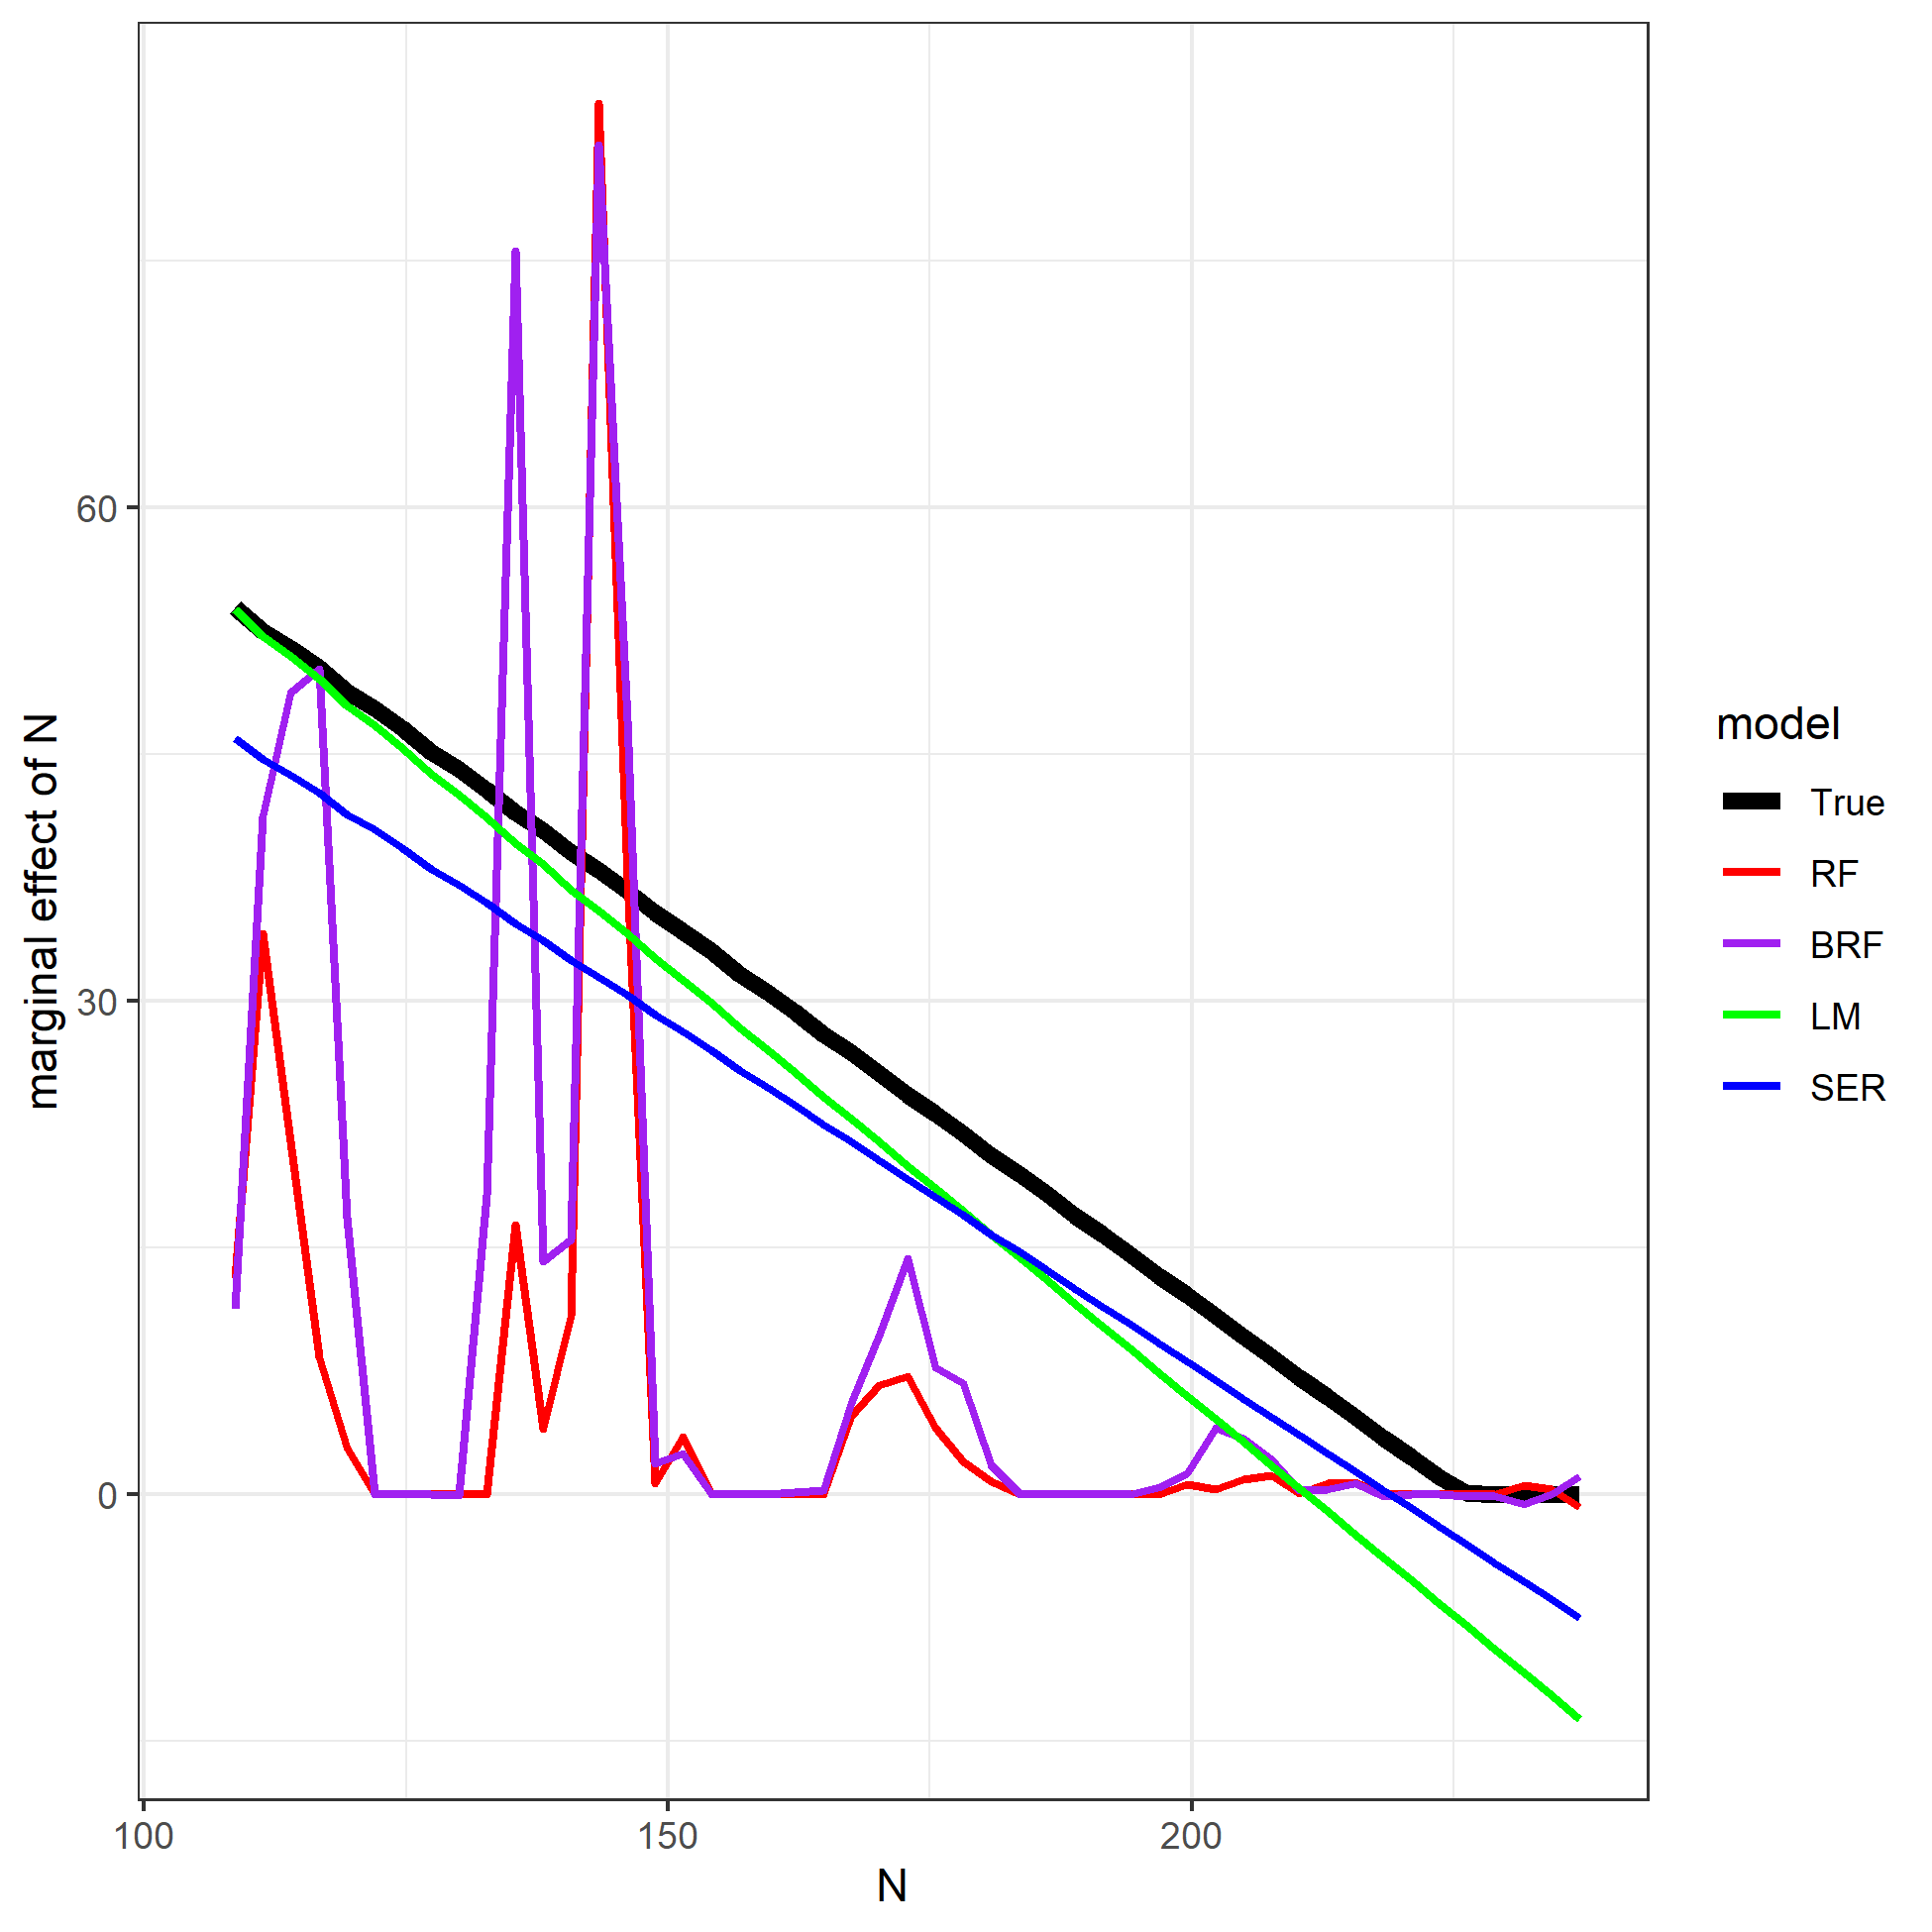 marginal effect of N
60
30
0
100
150
200
N
model
True
RF
BRF
LM
SER